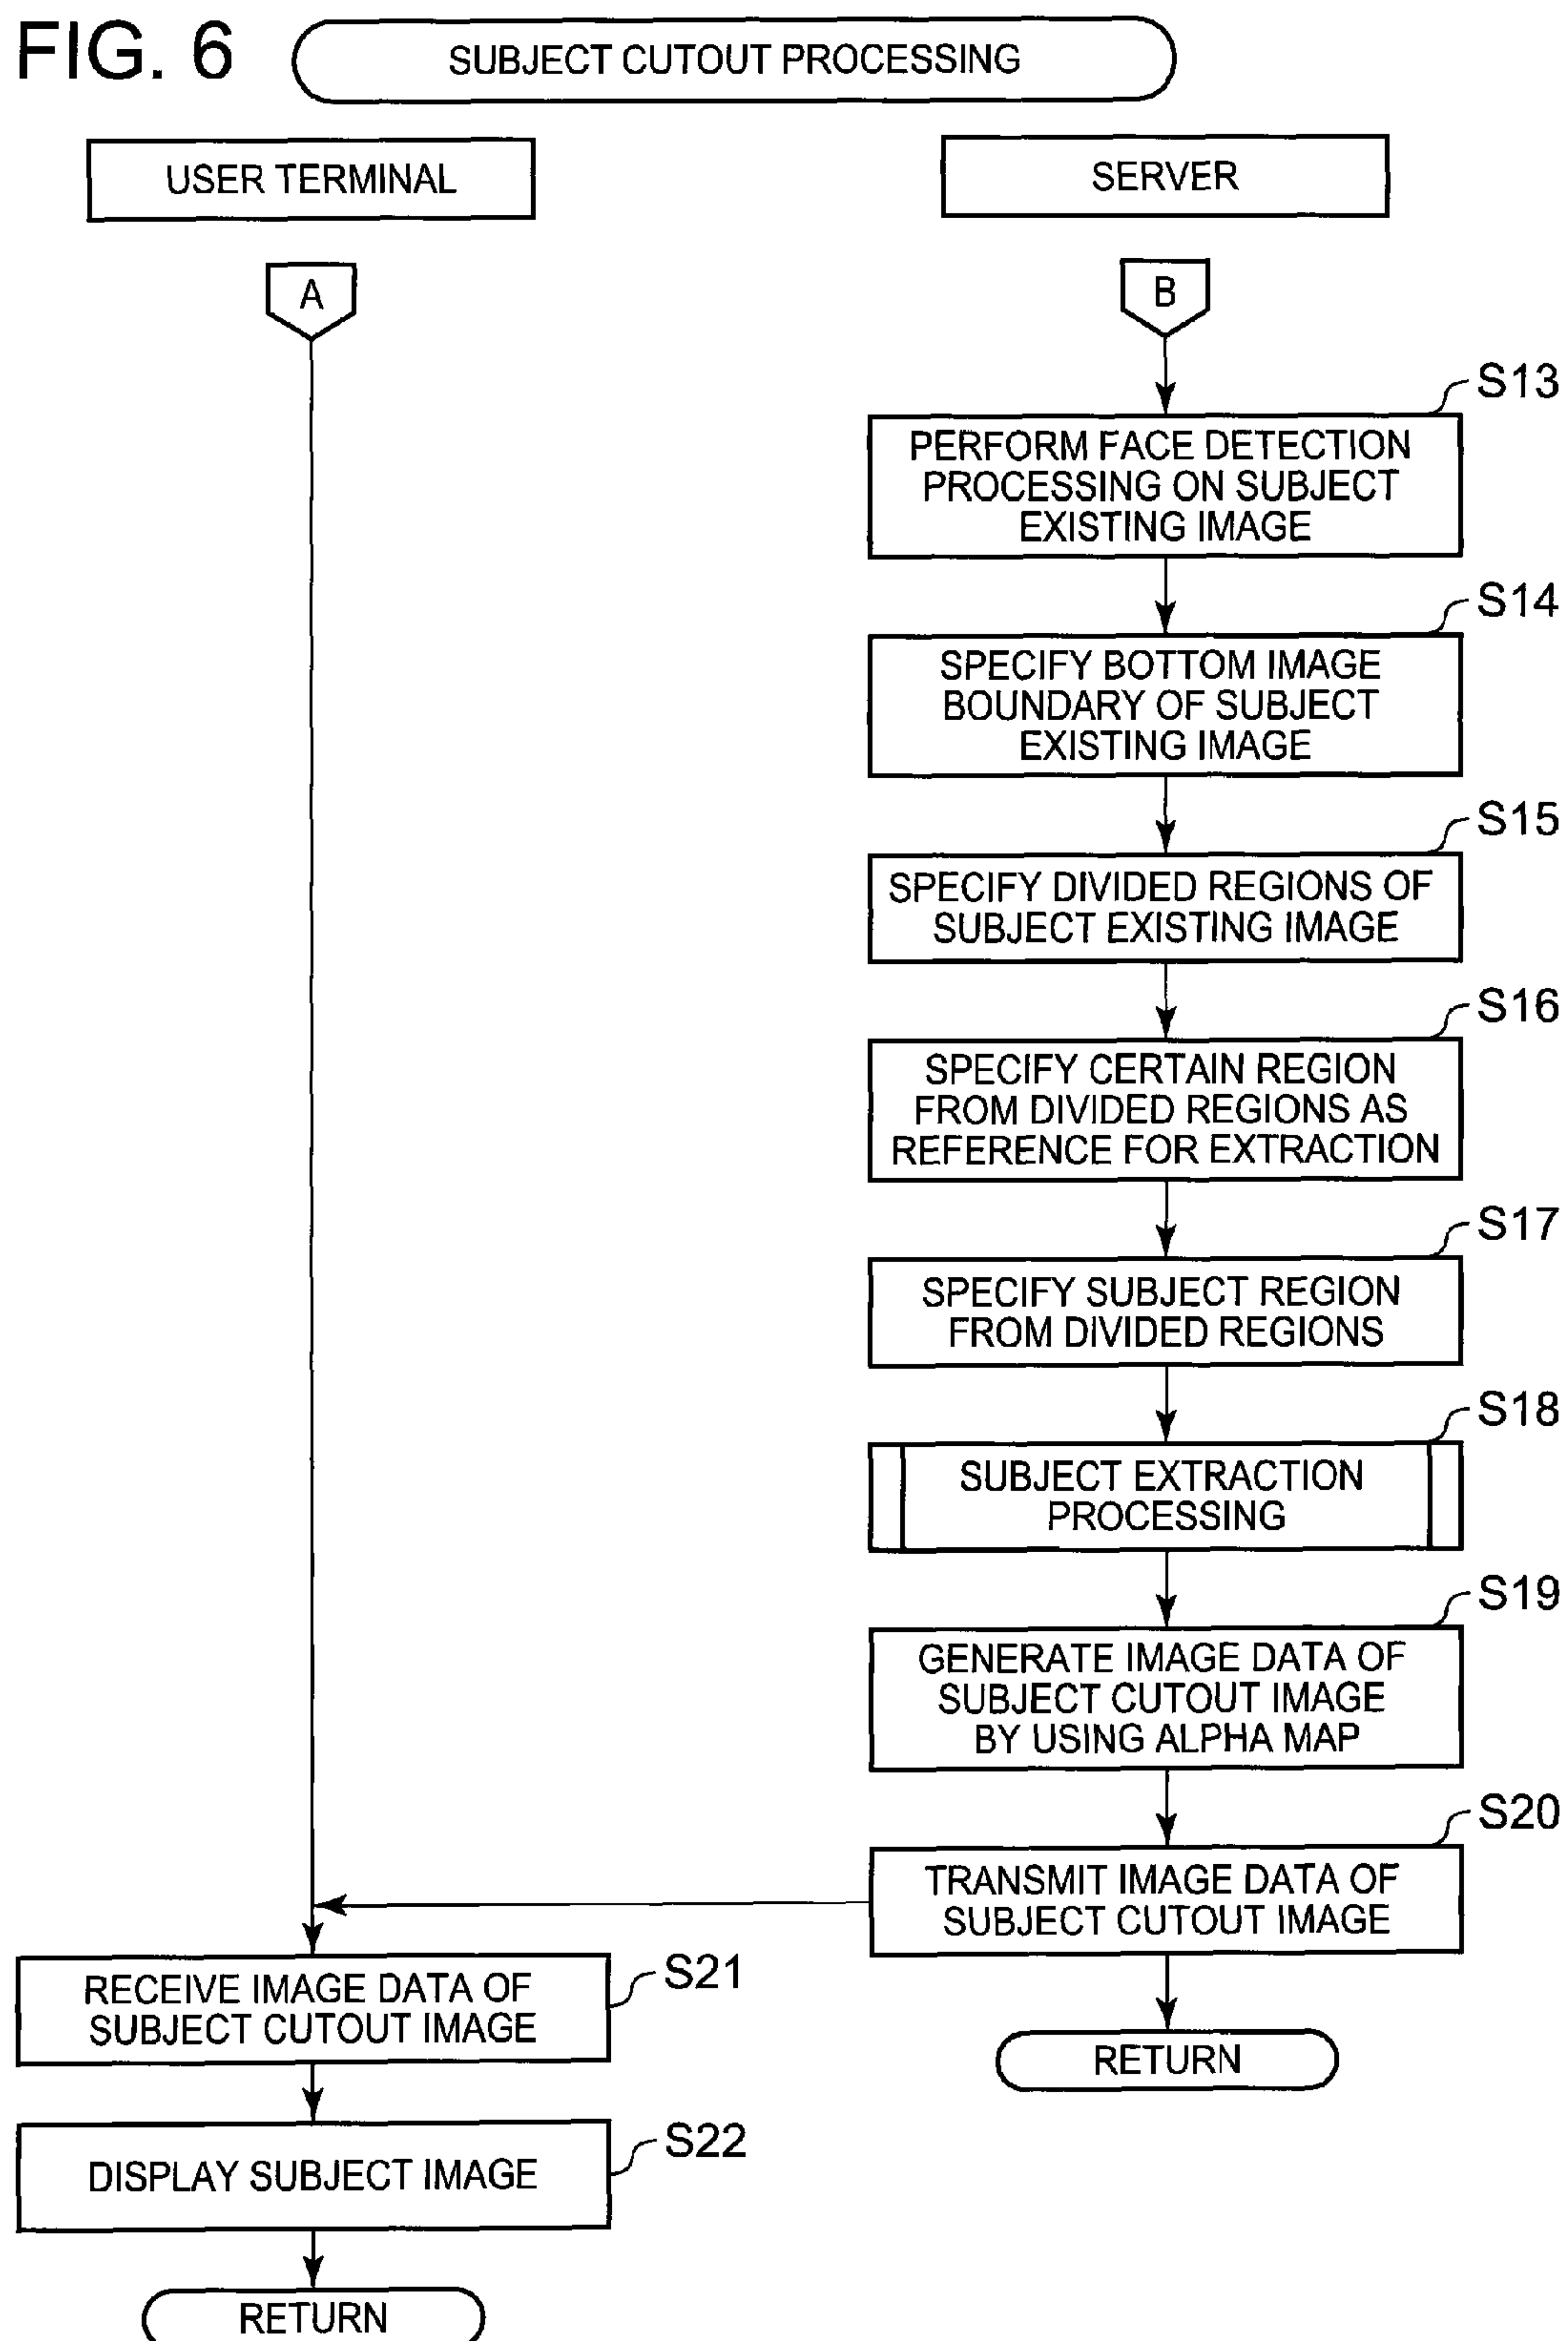 FIG. 6
SUBJECT CUTOUT PROCESSING
USER TERMINAL
SERVER
A
B
S13
PERFORM FACE DETECTION
PROCESSING ON SUBJECT
EXISTING IMAGE
S14
SPECIFY BOTTOM IMAGE
BOUNDARY OF SUBJECT
EXISTING IMAGE
S15
SPECIFY DIVIDED REGIONS OF
SUBJECT EXISTING IMAGE
S16
SPECIFY CERTAIN REGION
FROM DIVIDED REGIONS AS
REFERENCE FOR EXTRACTION
S17
SPECIFY SUBJECT REGION
FROM DIVIDED REGIONS
S18
SUBJECT EXTRACTION
PROCESSING
S19
GENERATE IMAGE DATA OF
SUBJECT CUTOUT IMAGE
BY USING ALPHA MAP
S20
TRANSMIT IMAGE DATA OF
SUBJECT CUTOUT IMAGE
RETURN
S21
RECEIVE IMAGE DATA OF
SUBJECT CUTOUT IMAGE
S22
DISPLAY SUBJECT IMAGE
RETURN